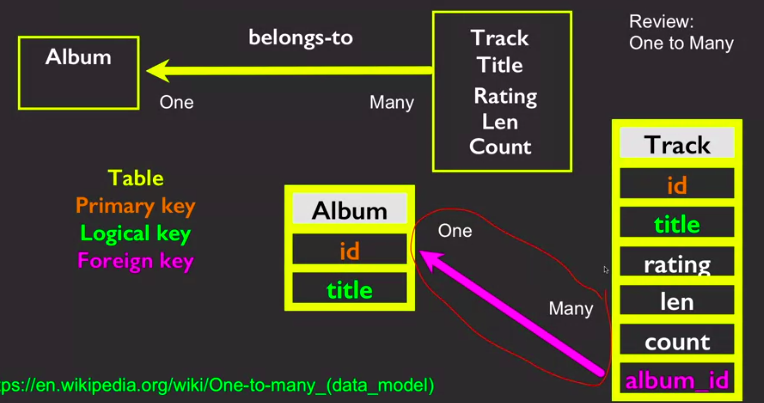 Review:
One to Many
belongs-to
Album
One
Many
Track
Title
Rating
Len
Count
Table
Primary key
Logical key
Foreign key
Album
id
title
One
Many
Track
id
title
rating
len
count
album_id
ps://en.wikipedia.org/wiki/One-to-many_(data_model)